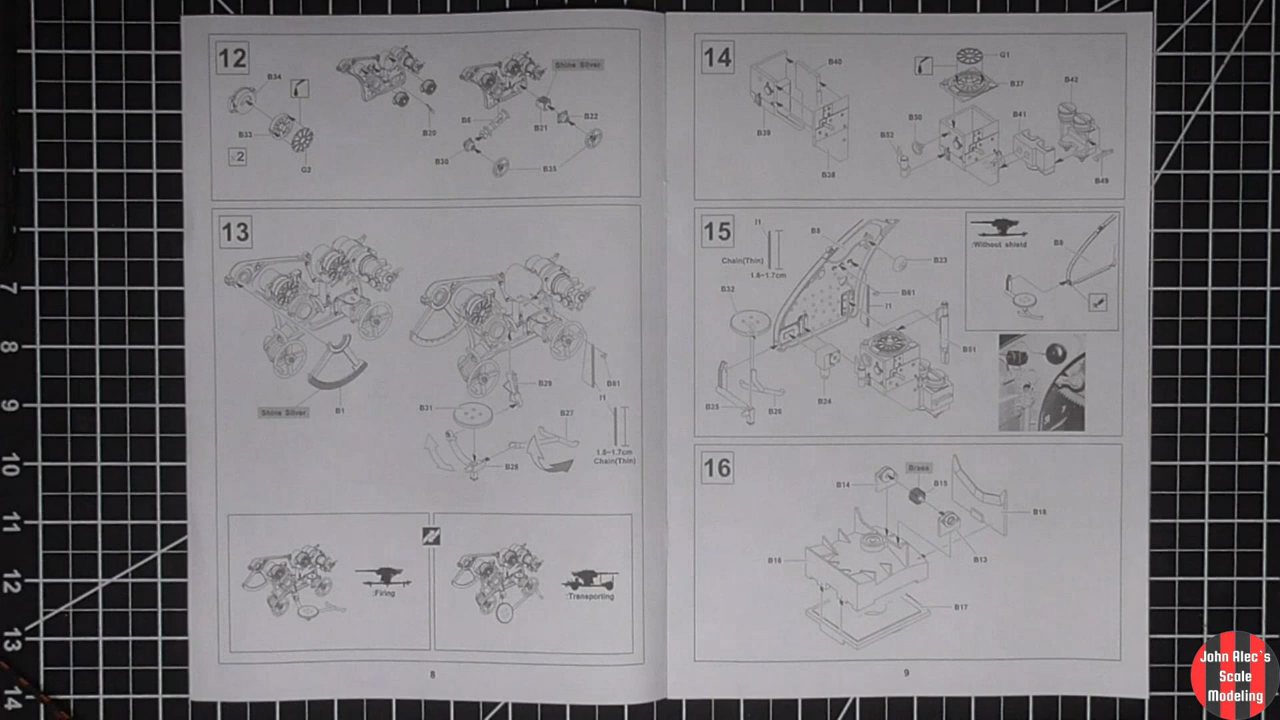 12
B34
B33
x2
G2
B20
Shine Silver
B6
B21
B22
B30
B35
13
Shine Silver
B1
B29
B31
B27
B28
B61
I1
1.6~1.7cm
Chain(Thin)
:Firing
:Transporting
8
14
B40
B39
B38
G1
B37
B42
B50
B41
B52
B49
15
I1
Chain(Thin)
1.6~1.7cm
B8
B23
B32
B61
I1
B51
B25
B26
B24
:Without shield
B9
16
B14
Brass
B15
B18
B13
B16
B17
9
7
8
9
10
11
12
13
14
John Alec`s
Scale
Modeling